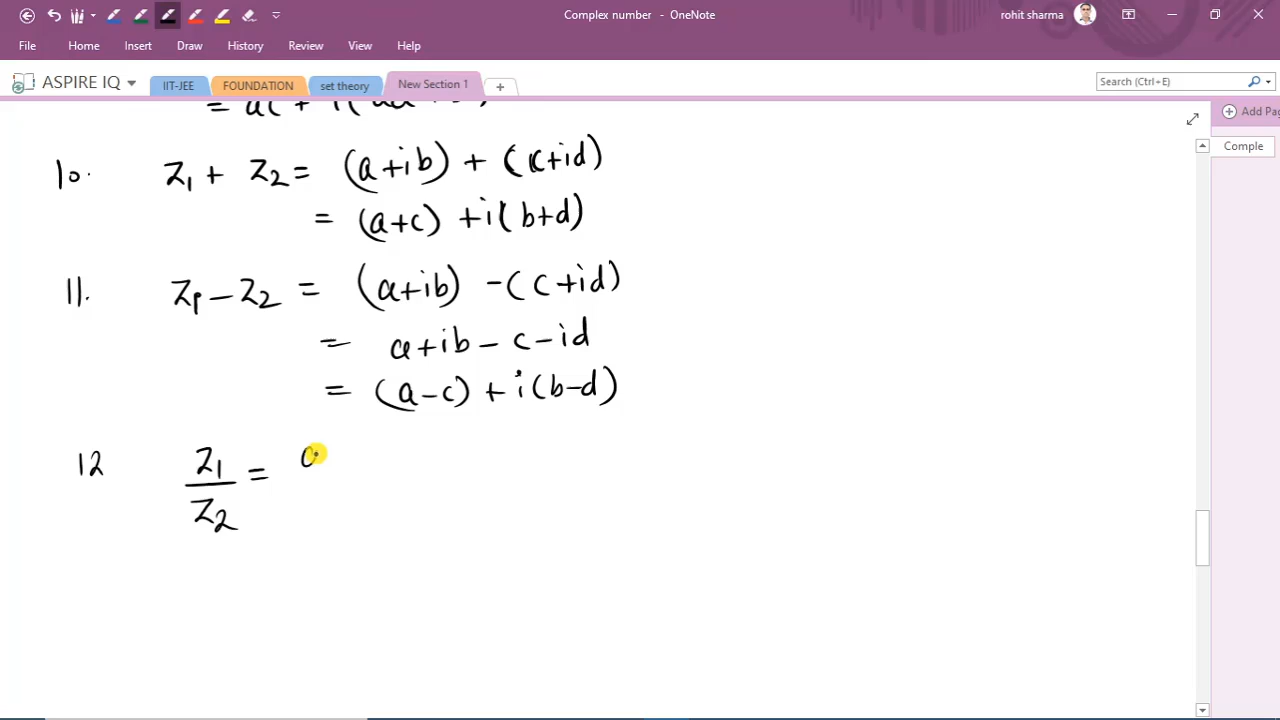 Complex number - OneNote
rohit sharma
File Home Insert Draw History Review View Help
ASPIRE IQ IIT-JEE FOUNDATION set theory New Section 1 +
Search (Ctrl+E)
Add Pag
Comple
10. Z₁ + Z₂ = (a+ib) + (c+id)
= (a+c) +i(b+d)
11. Z₁ - Z₂ = (a+ib) -(c+id)
= a+ib - c - id
= (a-c) + i(b-d)
12 Z₁/Z₂ =